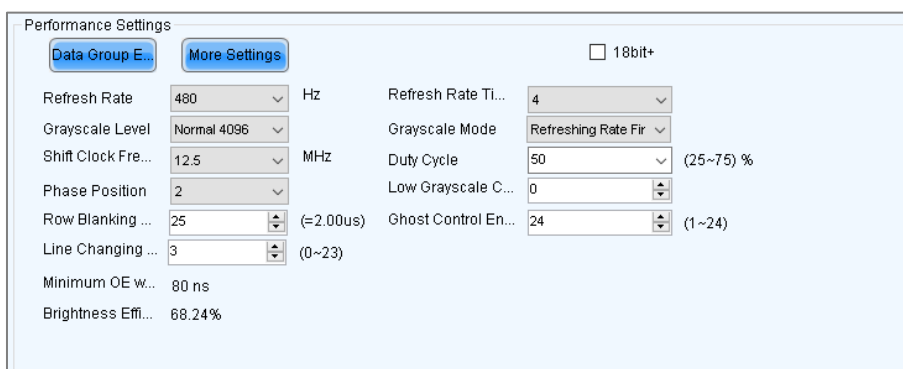 Performance Settings
Data Group E... More Settings 18bit+
Refresh Rate 480 Hz Refresh Rate Ti... 4
Grayscale Level Normal 4096 Grayscale Mode Refreshing Rate Fir
Shift Clock Fre... 12.5 MHz Duty Cycle 50 (25~75) %
Phase Position 2 Low Grayscale C... 0
Row Blanking ... 25 (=2.00us) Ghost Control En... 24 (1~24)
Line Changing ... 3 (0~23)
Minimum OE w... 80 ns
Brightness Effi... 68.24%